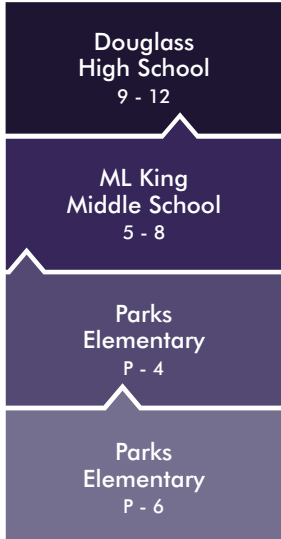 Douglass
High School
9 - 12
ML King
Middle School
5 - 8
Parks
Elementary
P - 4
Parks
Elementary
P - 6